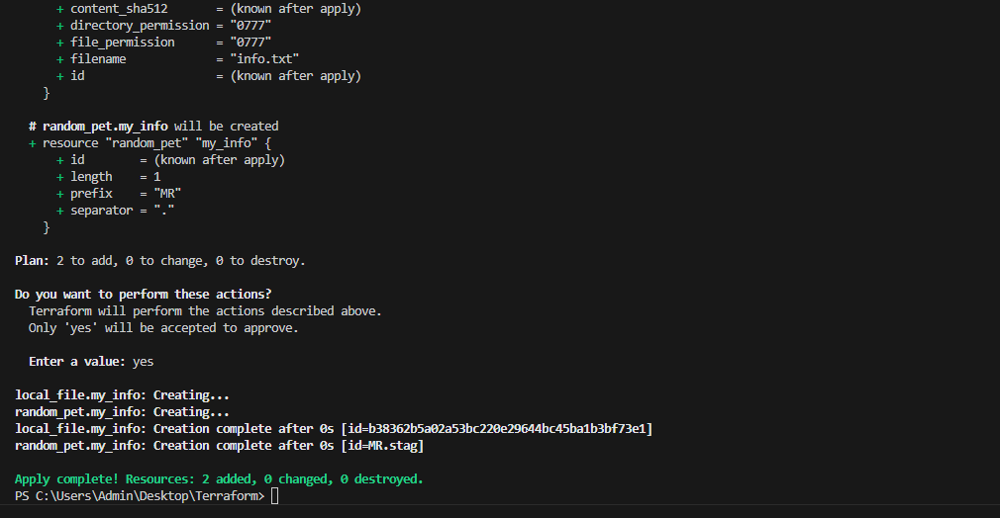 + content_sha512       = (known after apply)
+ directory_permission = "0777"
+ file_permission      = "0777"
+ filename             = "info.txt"
+ id                   = (known after apply)
}
# random_pet.my_info will be created
+ resource "random_pet" "my_info" {
+ id        = (known after apply)
+ length    = 1
+ prefix    = "MR"
+ separator = "."
}
Plan: 2 to add, 0 to change, 0 to destroy.
Do you want to perform these actions?
Terraform will perform the actions described above.
Only 'yes' will be accepted to approve.
Enter a value: yes
local_file.my_info: Creating...
random_pet.my_info: Creating...
local_file.my_info: Creation complete after 0s [id=b38362b5a02a53bc220e29644bc45ba1b3bf73e1]
random_pet.my_info: Creation complete after 0s [id=MR.stag]
Apply complete! Resources: 2 added, 0 changed, 0 destroyed.
PS C:\Users\Admin\Desktop\Terraform>